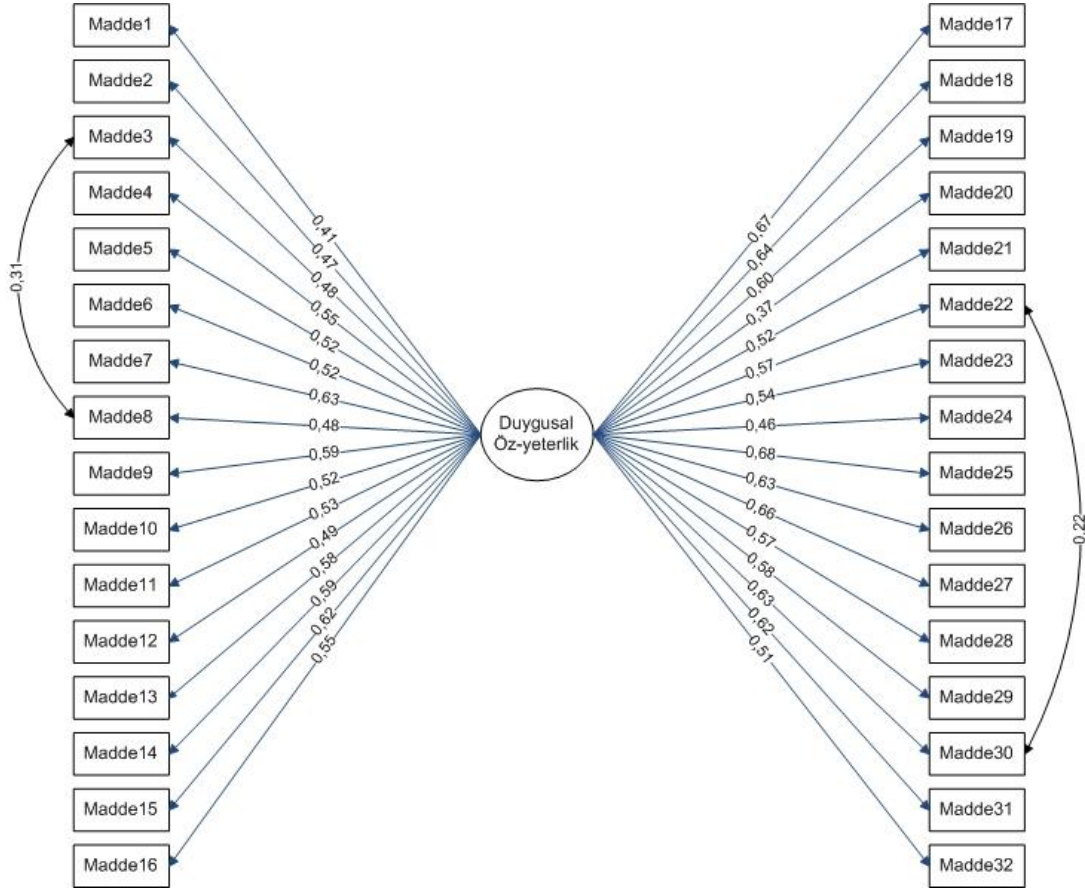 Madde1
Madde2
Madde3
Madde4
Madde5
Madde6
Madde7
Madde8
Madde9
Madde10
Madde11
Madde12
Madde13
Madde14
Madde15
Madde16
0,31
0,41
0,47
0,48
0,55
0,52
0,52
0,63
0,48
0,59
0,52
0,53
0,49
0,58
0,59
0,62
0,55
Duygusal
Öz-yeterlik
0,67
0,64
0,60
0,37
0,52
0,57
0,54
0,46
0,68
0,63
0,66
0,57
0,58
0,63
0,62
0,51
Madde17
Madde18
Madde19
Madde20
Madde21
Madde22
Madde23
Madde24
Madde25
Madde26
Madde27
Madde28
Madde29
Madde30
Madde31
Madde32
0,22